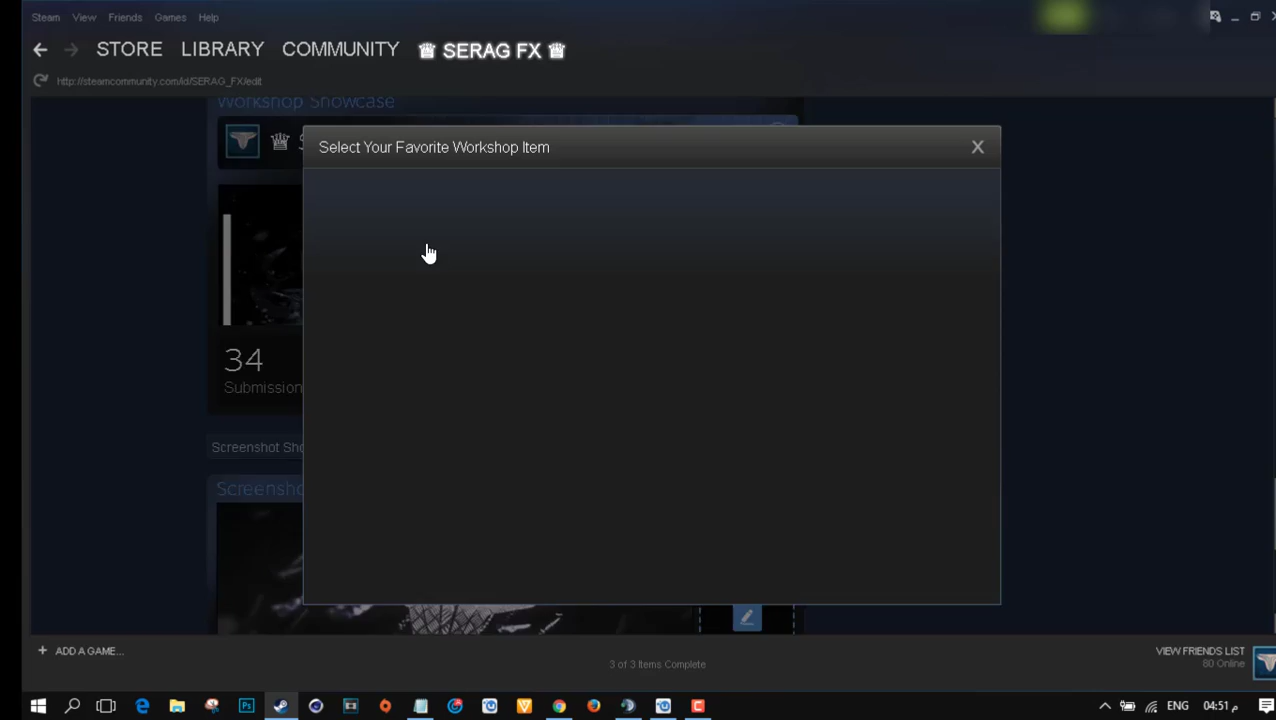 Steam View Friends Games Help
STORE LIBRARY COMMUNITY ♛ SERAG FX ♛
http://steamcommunity.com/id/SERAG_FX/edit
Workshop Showcase
Select Your Favorite Workshop Item X
34
Submission
Screenshot Sho
Screensho
+ ADD A GAME...
3 of 3 Items Complete
VIEW FRIENDS LIST
80 Online
Ps
ENG
04:51 م